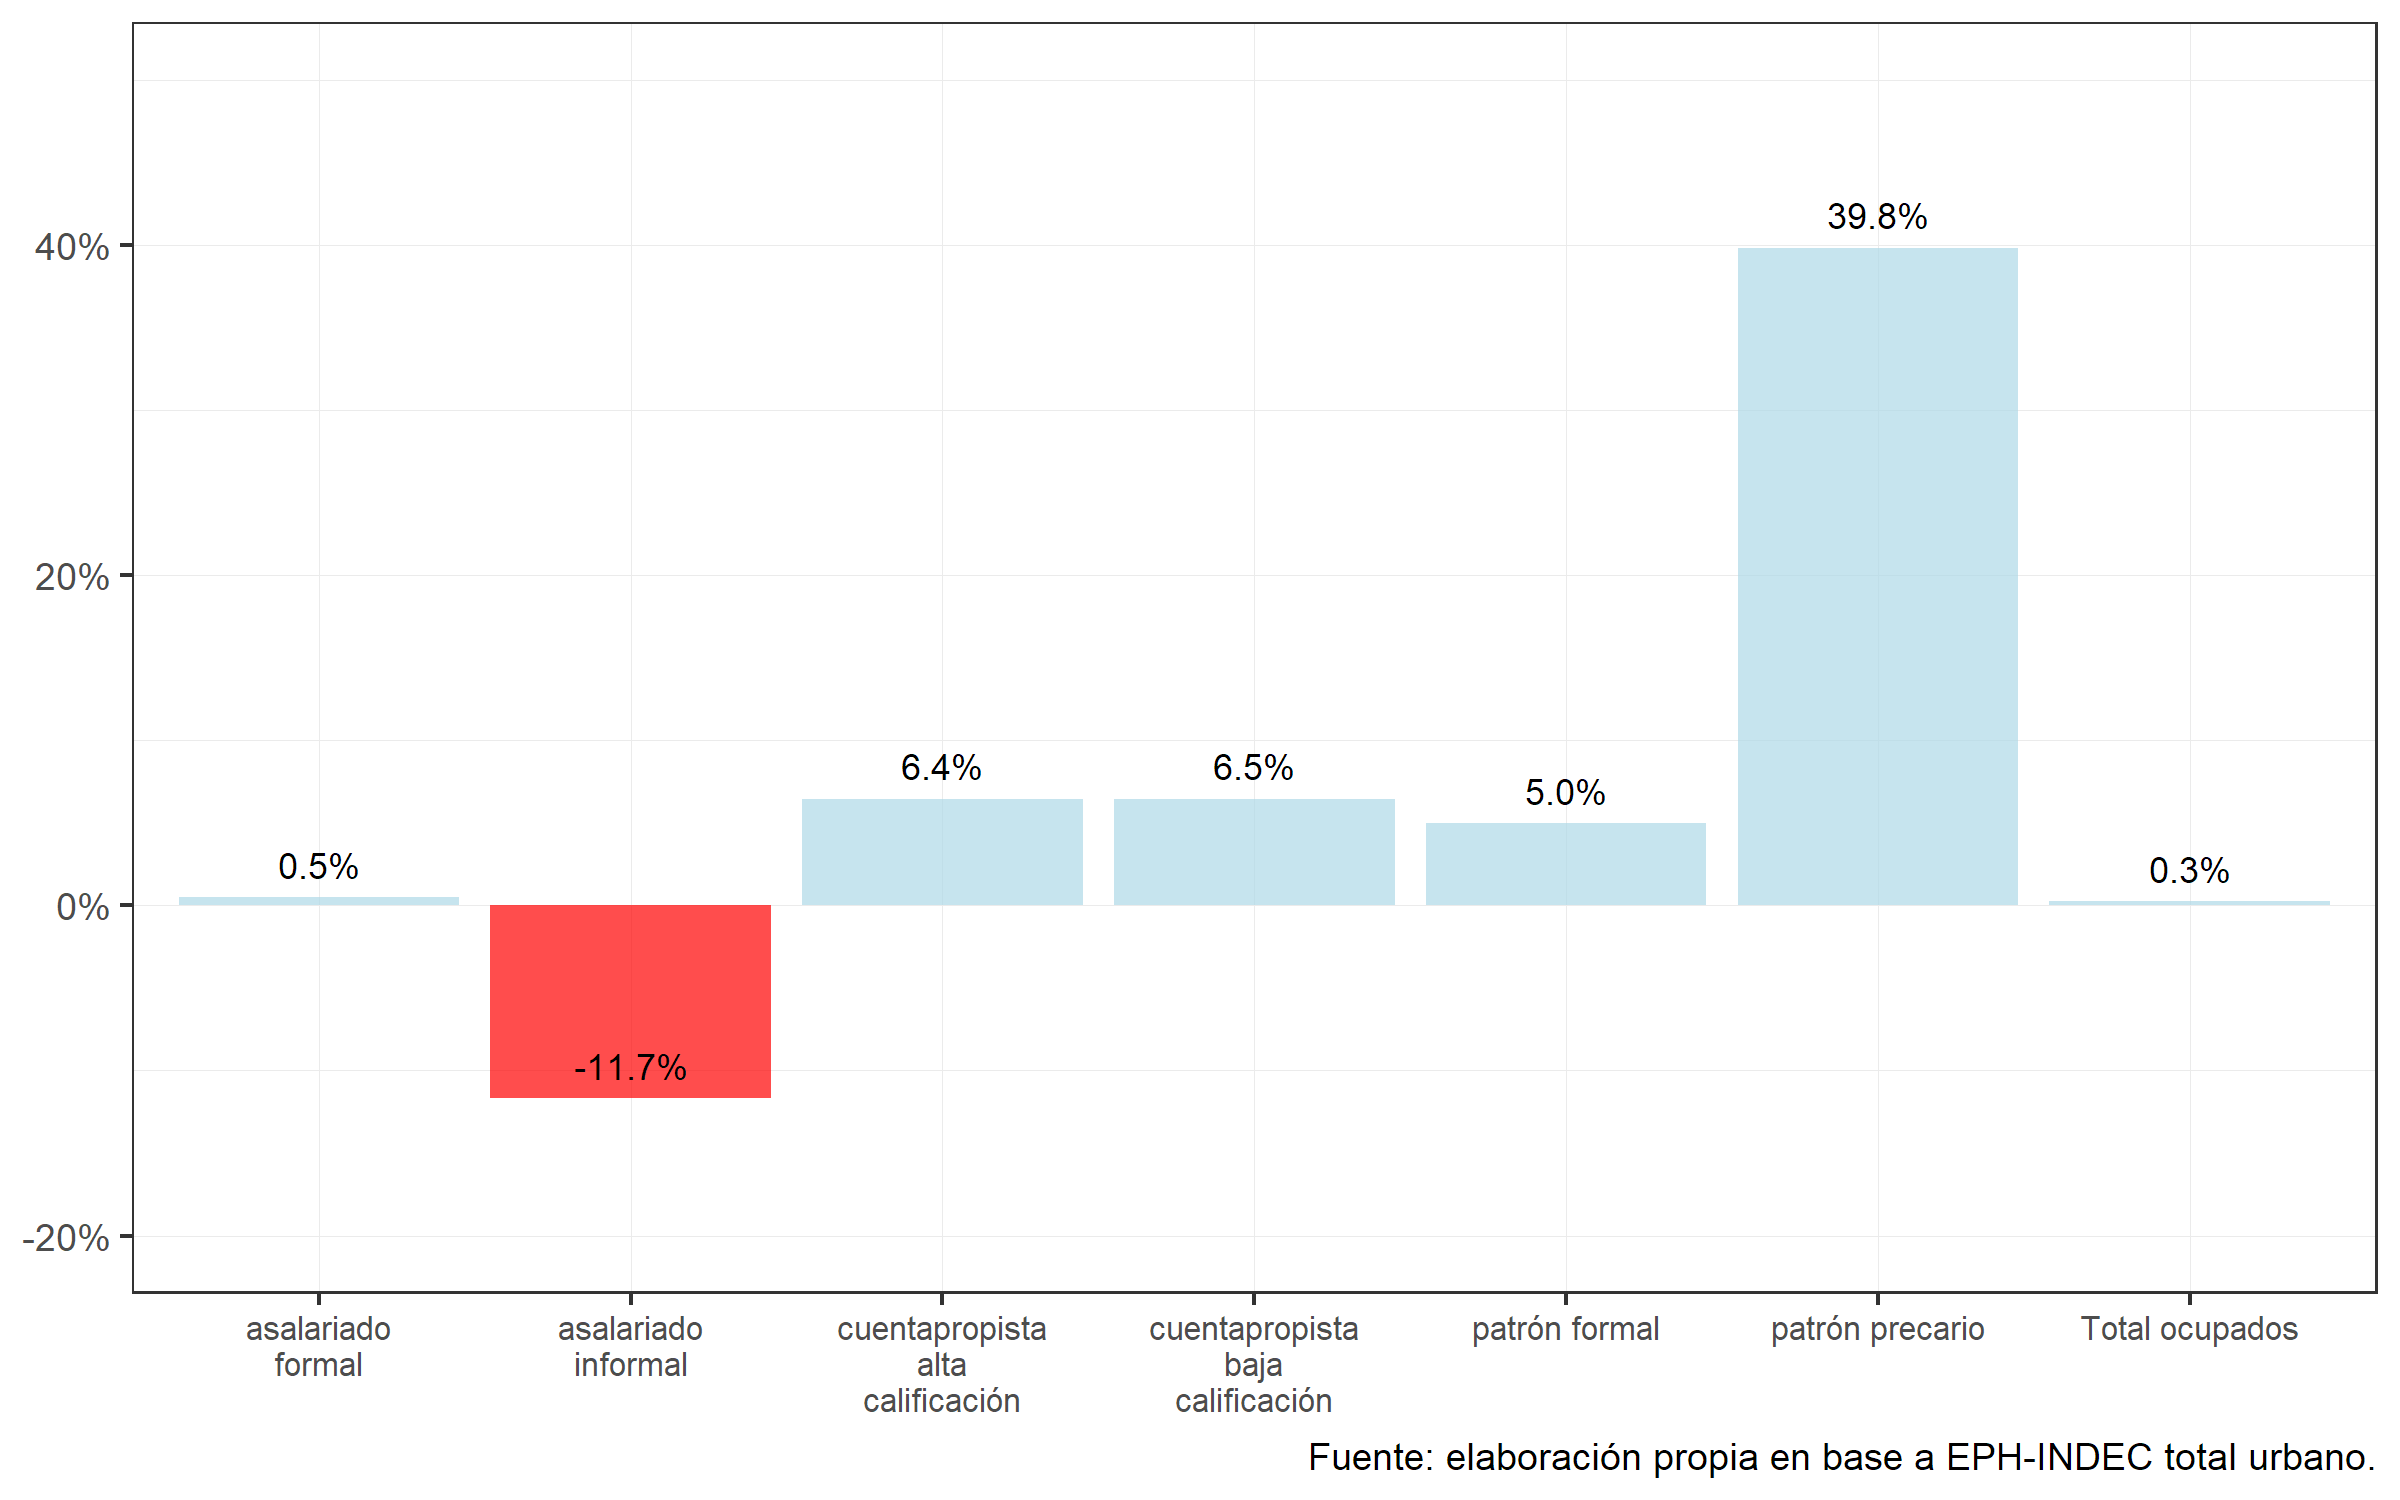 39.8%
40%
20%
6.4%
6.5%
5.0%
0.5%
0.3%
0%
-11.7%
-20%
asalariado
formal
asalariado
informal
cuentapropista
alta
calificación
cuentapropista
baja
calificación
patrón formal
patrón precario
Total ocupados
Fuente: elaboración propia en base a EPH-INDEC total urbano.